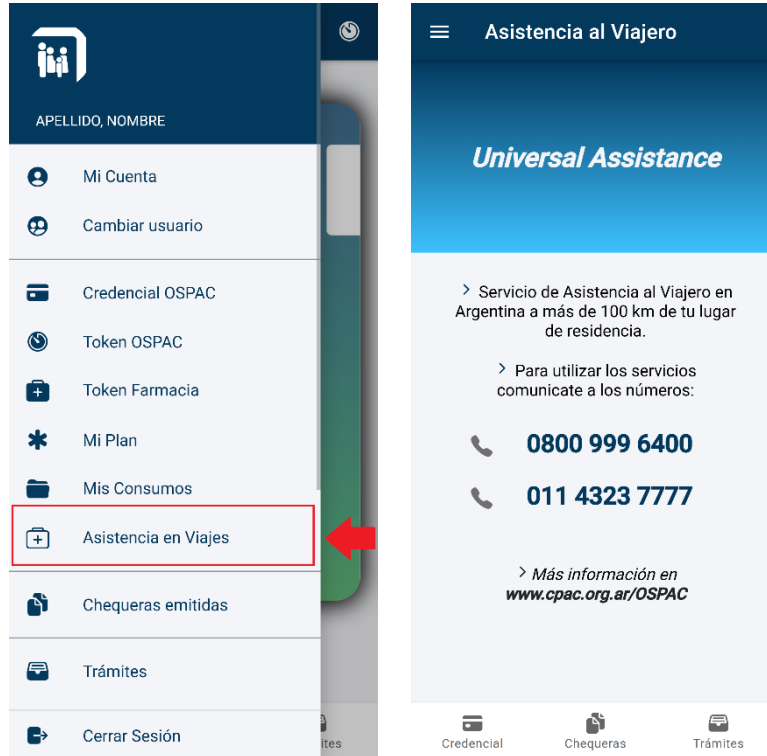 APELLIDO, NOMBRE
Mi Cuenta
Cambiar usuario
Credencial OSPAC
Token OSPAC
Token Farmacia
Mi Plan
Mis Consumos
Asistencia en Viajes
Chequeras emitidas
Trámites
Cerrar Sesión
ites
Asistencia al Viajero
Universal Assistance
> Servicio de Asistencia al Viajero en
Argentina a más de 100 km de tu lugar
de residencia.
> Para utilizar los servicios
comunicate a los números:
0800 999 6400
011 4323 7777
> Más información en
www.cpac.org.ar/OSPAC
Credencial Chequeras Trámites